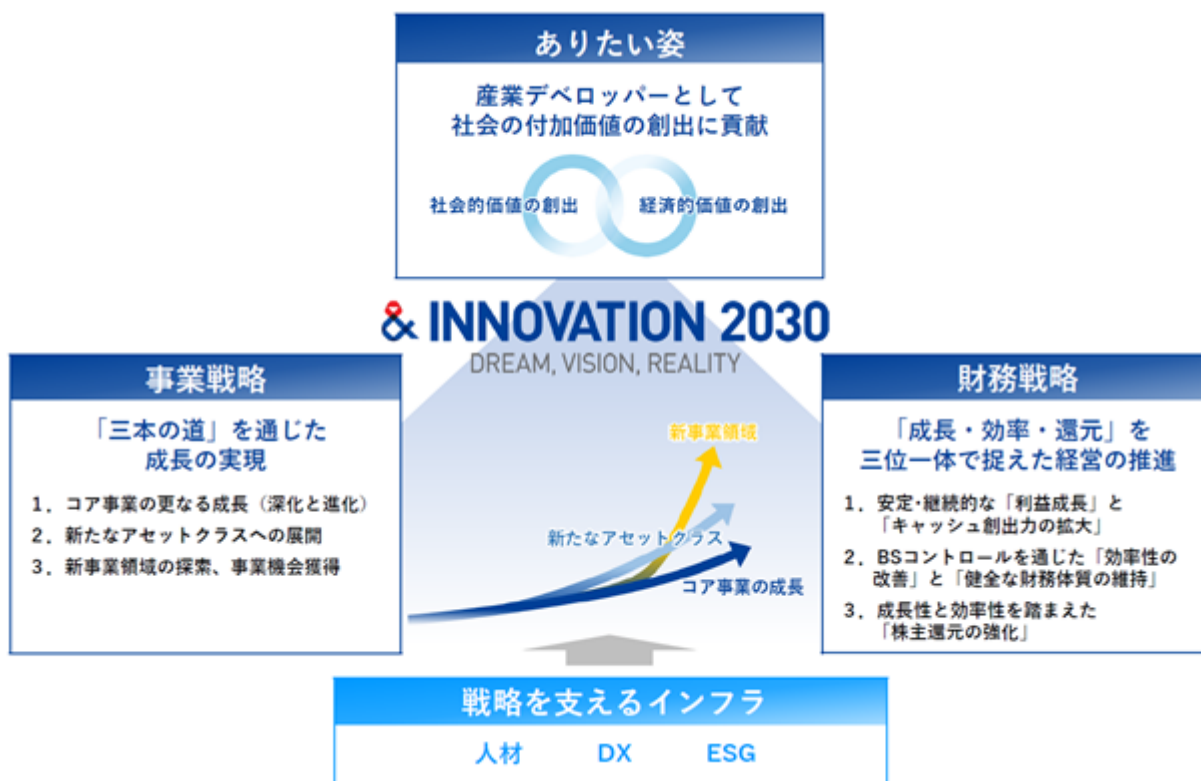 ありたい姿
産業デベロッパーとして
社会の付加価値の創出に貢献
社会的価値の創出
経済的価値の創出
& INNOVATION 2030
DREAM, VISION, REALITY
事業戦略
「三本の道」を通じた
成長の実現
1．コア事業の更なる成長（深化と進化）
2．新たなアセットクラスへの展開
3．新事業領域の探索、事業機会獲得
新事業領域
新たなアセットクラス
コア事業の成長
財務戦略
「成長・効率・還元」を
三位一体で捉えた経営の推進
1．安定･継続的な「利益成長」と
「キャッシュ創出力の拡大」
2．BSコントロールを通じた「効率性の
改善」と「健全な財務体質の維持」
3．成長性と効率性を踏まえた
「株主還元の強化」
戦略を支えるインフラ
人材 DX ESG